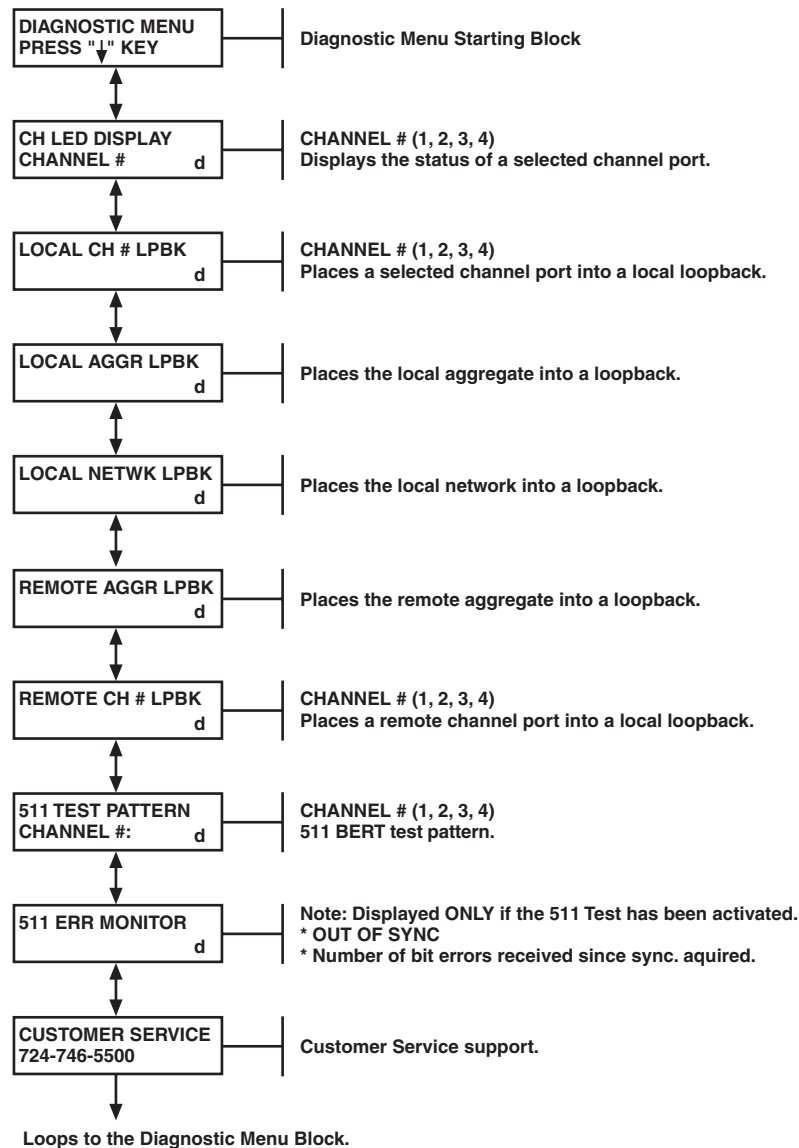 DIAGNOSTIC MENU
PRESS "↓" KEY
Diagnostic Menu Starting Block
CH LED DISPLAY
CHANNEL # d
CHANNEL # (1, 2, 3, 4)
Displays the status of a selected channel port.
LOCAL CH # LPBK
d
CHANNEL # (1, 2, 3, 4)
Places a selected channel port into a local loopback.
LOCAL AGGR LPBK
d
Places the local aggregate into a loopback.
LOCAL NETWK LPBK
d
Places the local network into a loopback.
REMOTE AGGR LPBK
d
Places the remote aggregate into a loopback.
REMOTE CH # LPBK
d
CHANNEL # (1, 2, 3, 4)
Places a remote channel port into a local loopback.
511 TEST PATTERN
CHANNEL #: d
CHANNEL # (1, 2, 3, 4)
511 BERT test pattern.
511 ERR MONITOR
d
Note: Displayed ONLY if the 511 Test has been activated.
* OUT OF SYNC
* Number of bit errors received since sync. aquired.
CUSTOMER SERVICE
724-746-5500
Customer Service support.
Loops to the Diagnostic Menu Block.